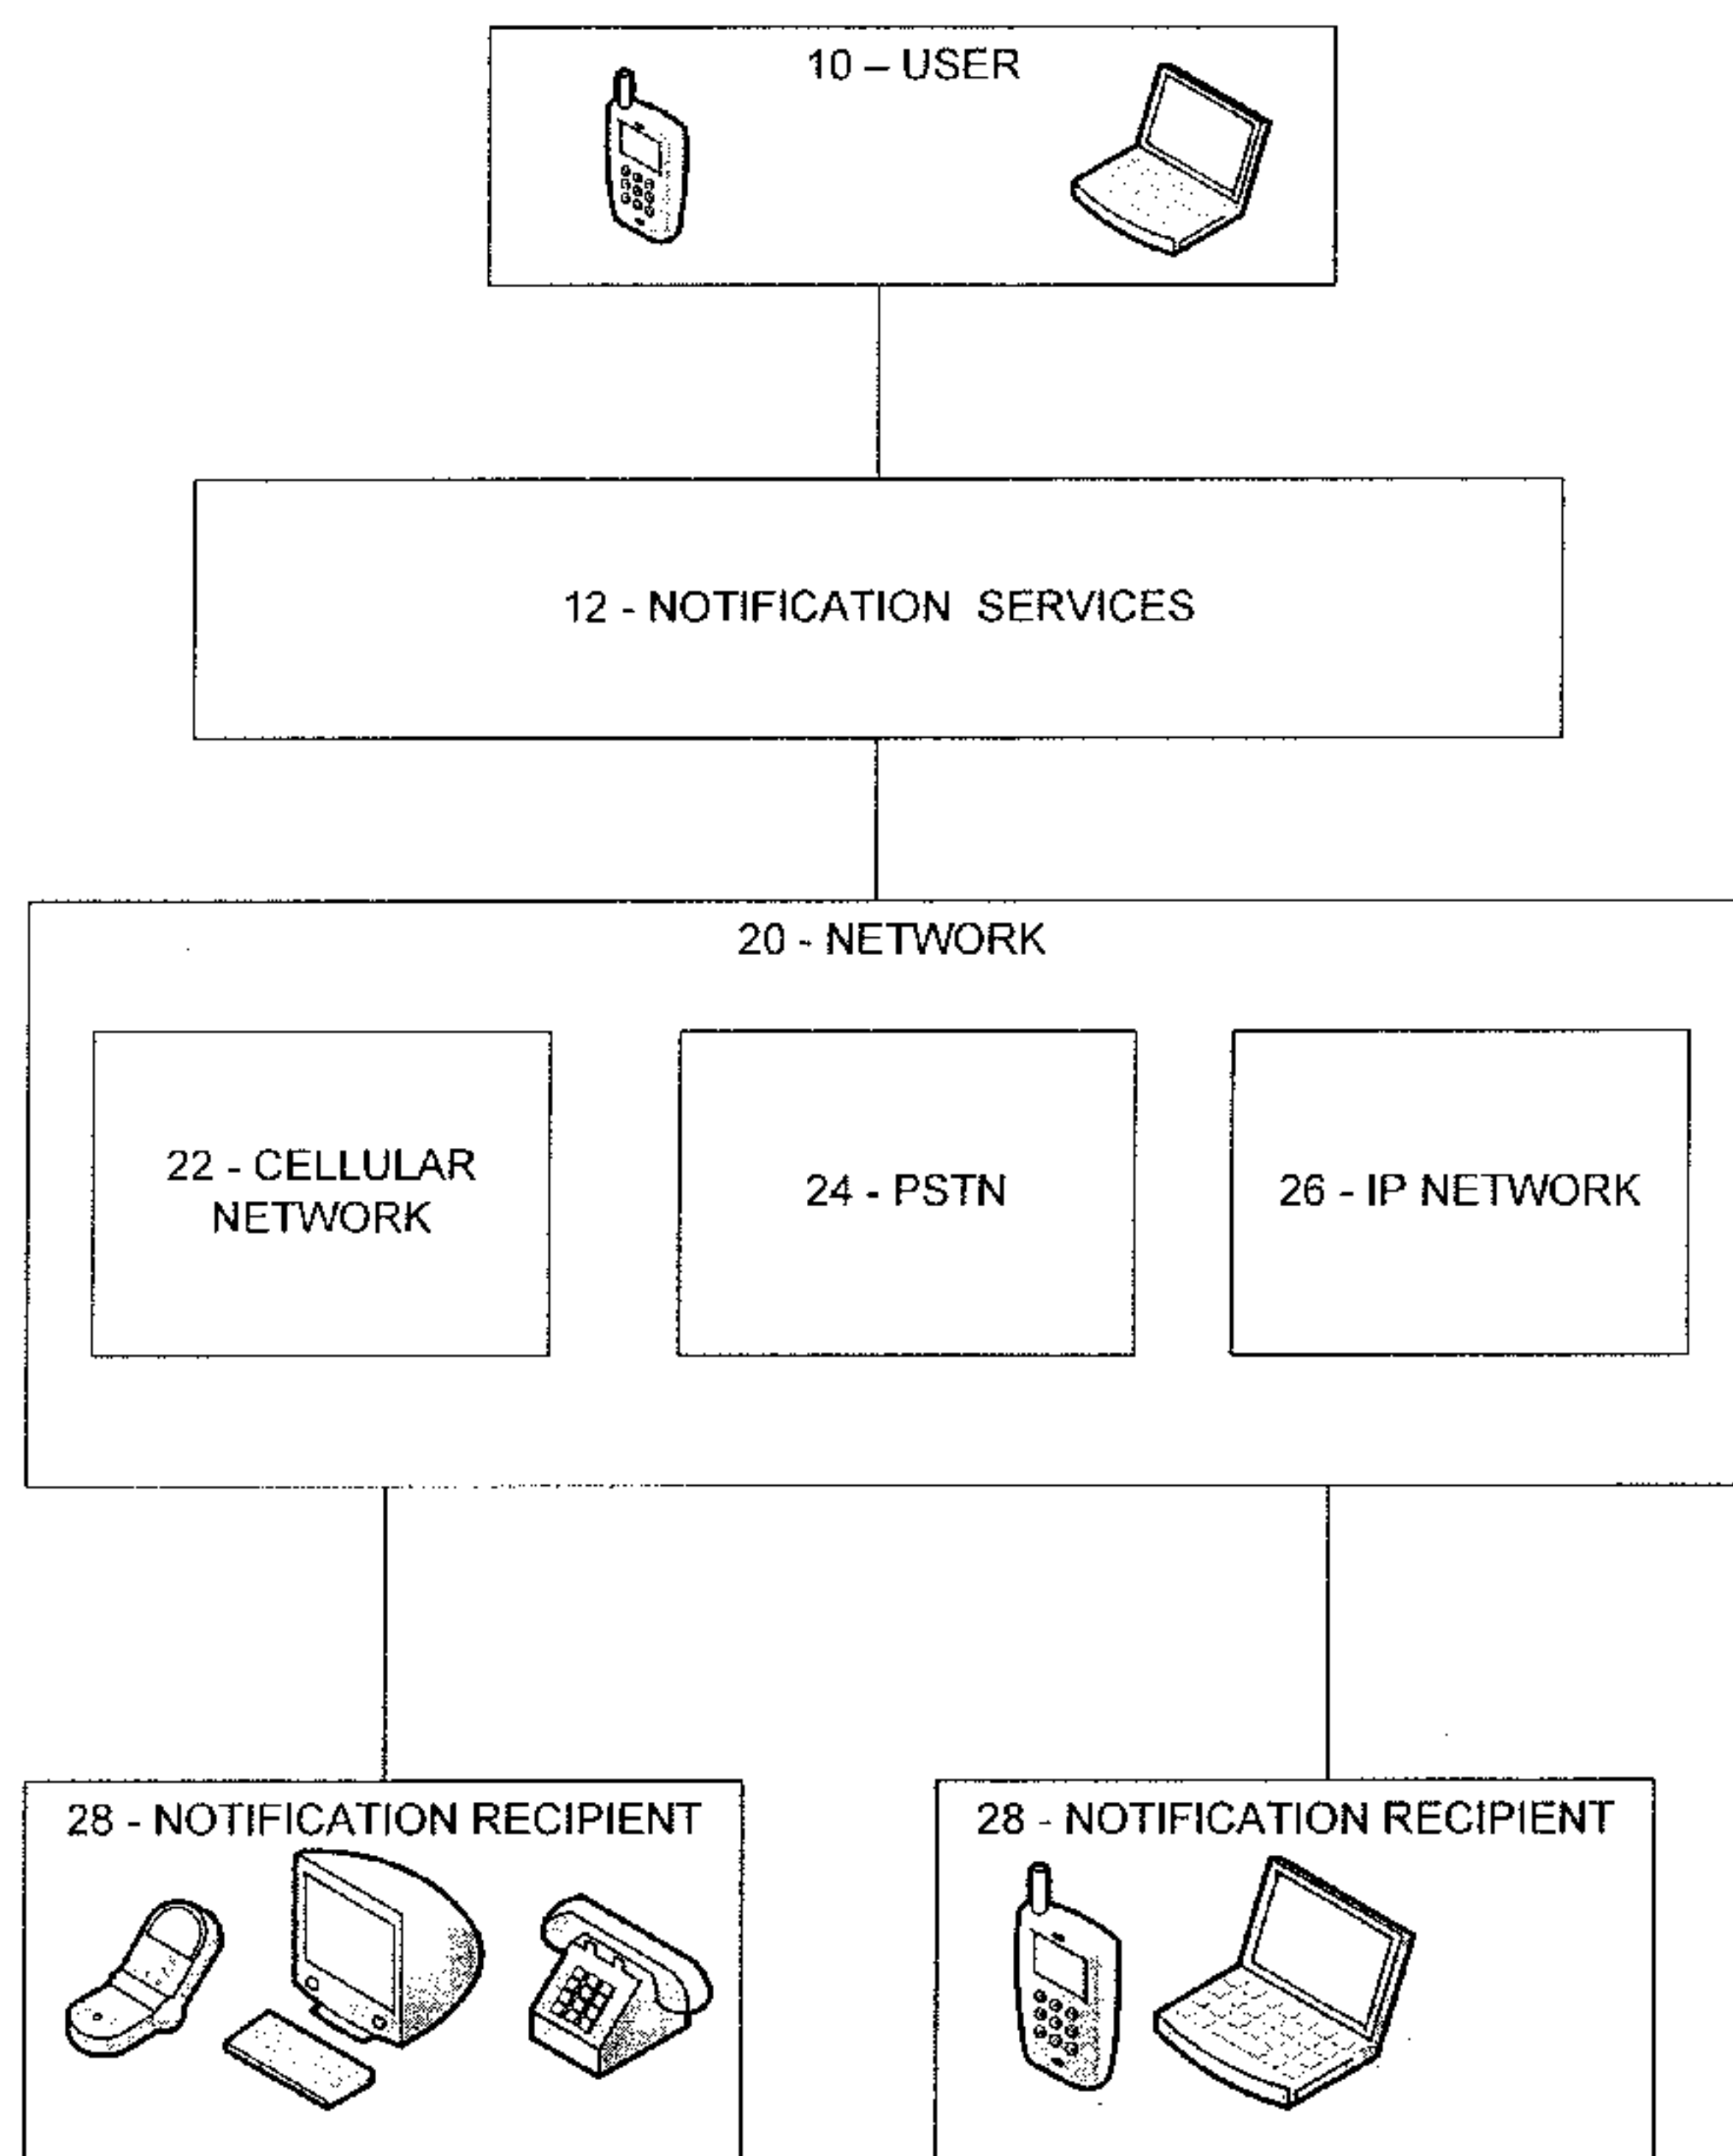 10 – USER
12 - NOTIFICATION SERVICES
20 - NETWORK
22 - CELLULAR
NETWORK
24 - PSTN
26 - IP NETWORK
28 - NOTIFICATION RECIPIENT
28 - NOTIFICATION RECIPIENT